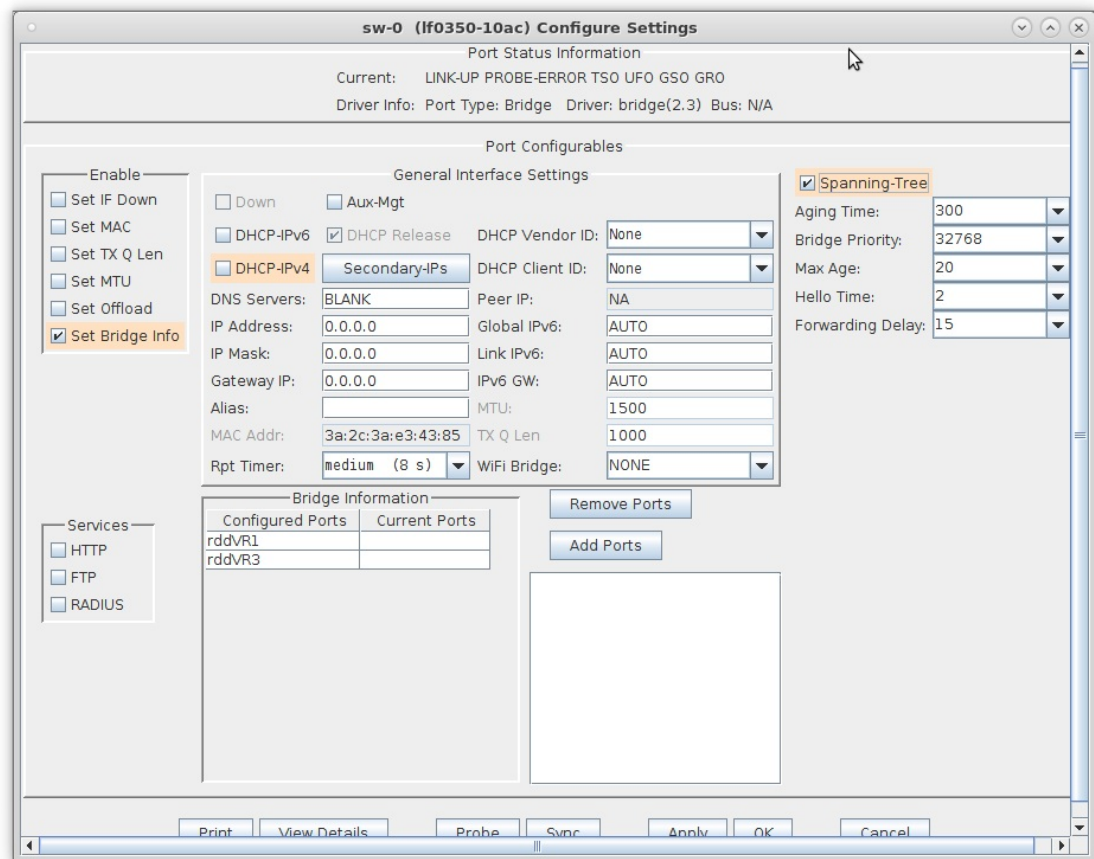 sw-0 (lf0350-10ac) Configure Settings
Port Status Information
Current: LINK-UP PROBE-ERROR TSO UFO GSO GRO
Driver Info: Port Type: Bridge Driver: bridge(2.3) Bus: N/A
Port Configurables
Enable
Set IF Down
Set MAC
Set TX Q Len
Set MTU
Set Offload
Set Bridge Info
General Interface Settings
Down Aux-Mgt
DHCP-IPv6 DHCP Release DHCP Vendor ID: None
DHCP-IPv4 Secondary-IPs DHCP Client ID: None
DNS Servers: BLANK Peer IP: NA
IP Address: 0.0.0.0 Global IPv6: AUTO
IP Mask: 0.0.0.0 Link IPv6: AUTO
Gateway IP: 0.0.0.0 IPv6 GW: AUTO
Alias: MTU: 1500
MAC Addr: 3a:2c:3a:e3:43:85 TX Q Len 1000
Rpt Timer: medium (8 s) WiFi Bridge: NONE
Spanning-Tree
Aging Time: 300
Bridge Priority: 32768
Max Age: 20
Hello Time: 2
Forwarding Delay: 15
Services
HTTP
FTP
RADIUS
Bridge Information
Configured Ports Current Ports
rddVR1
rddVR3
Remove Ports
Add Ports
Print View Details Probe Sync Apply OK Cancel